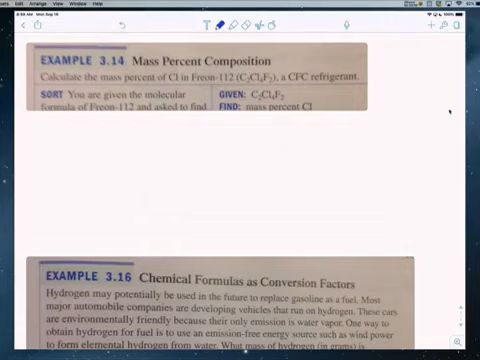 Window Help
EXAMPLE 3.14 Mass Percent Composition
Calculate the mass percent of Cl in Freon-112 (C₂Cl₄F₂), a CFC refrigerant.
SORT You are given the molecular
formula of Freon-112 and asked to find
GIVEN: C₂Cl₄F₂
FIND: mass percent Cl
EXAMPLE 3.16 Chemical Formulas as Conversion Factors
Hydrogen may potentially be used in the future to replace gasoline as a fuel. Most
major automobile companies are developing vehicles that run on hydrogen. These cars
are environmentally friendly because their only emission is water vapor. One way to
obtain hydrogen for fuel is to use an emission-free energy source such as wind power
to form elemental hydrogen from water. What mass of hydrogen (in grams) is